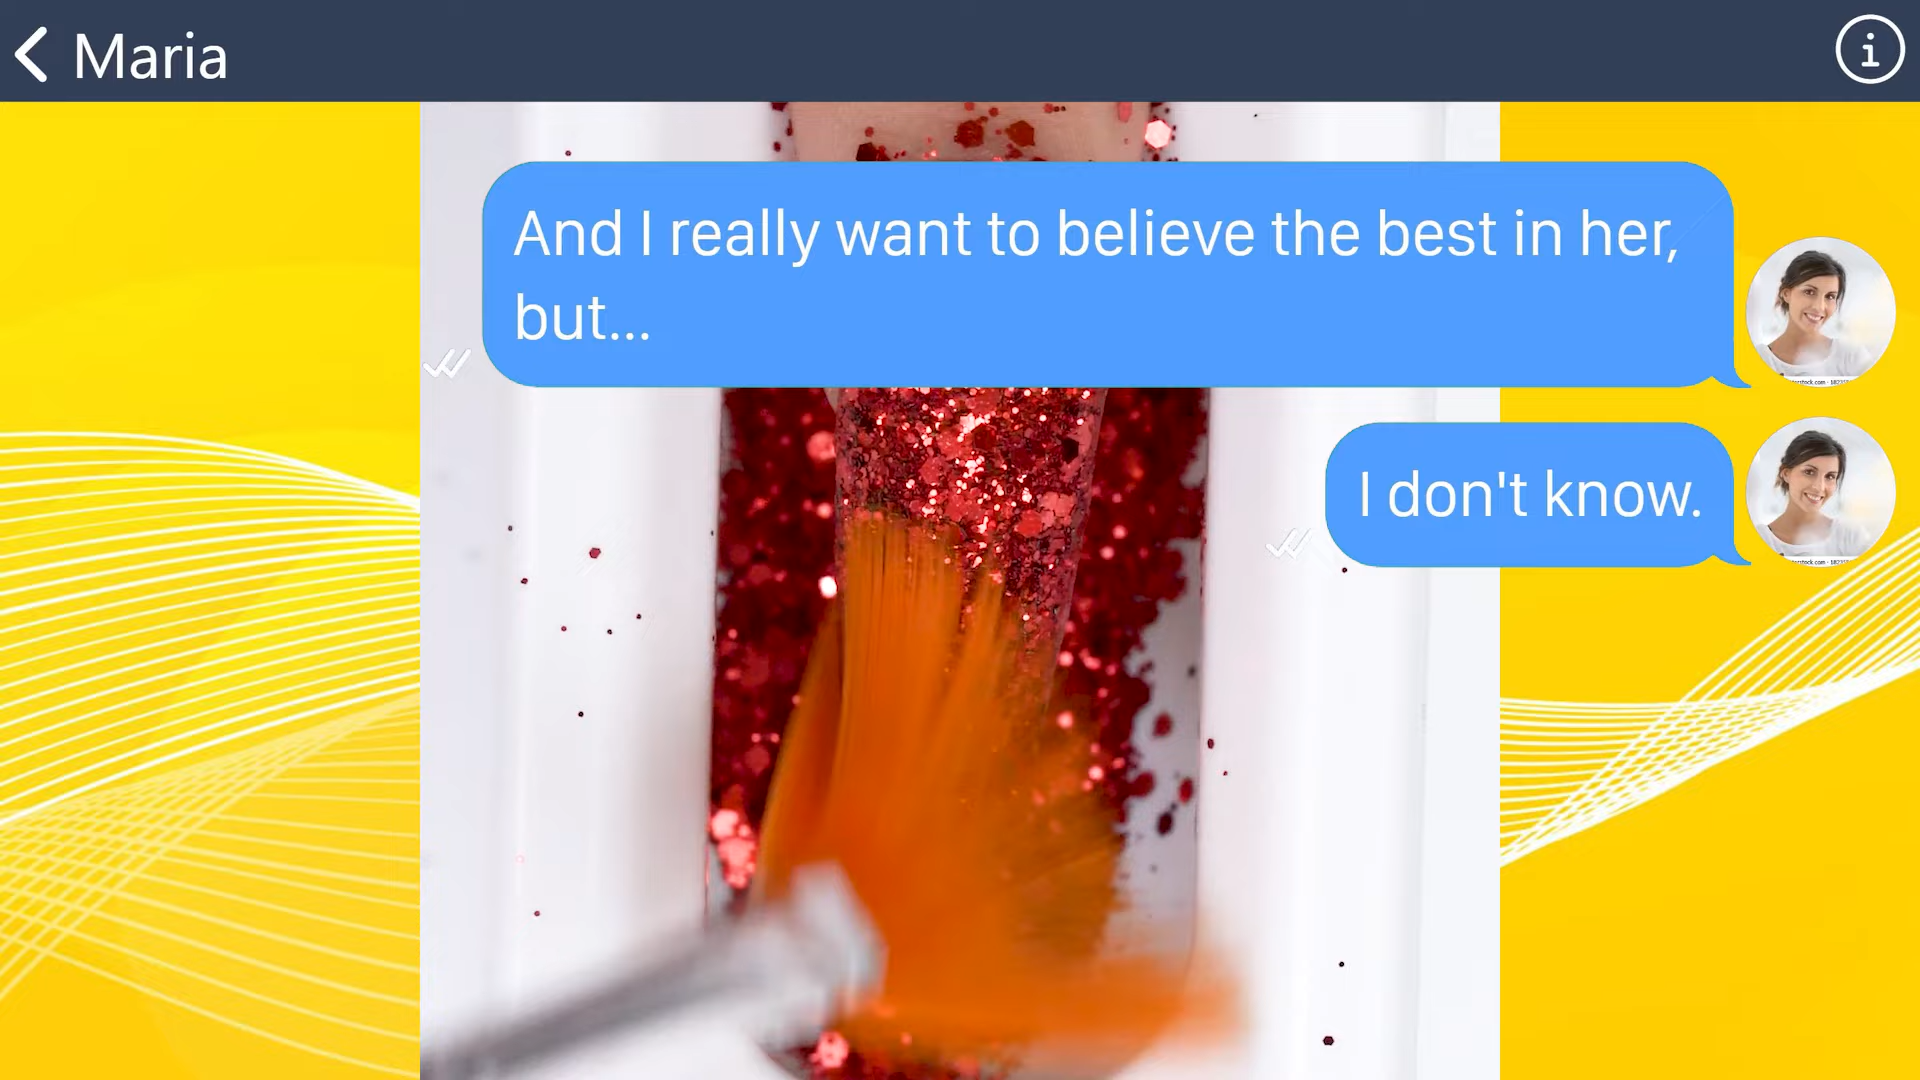 Maria
And I really want to believe the best in her,
but...
I don't know.